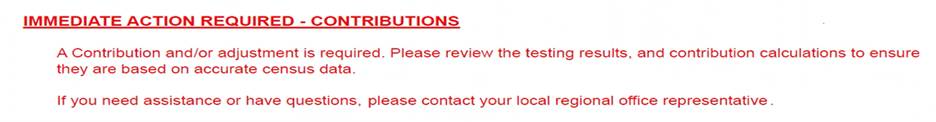 IMMEDIATE ACTION REQUIRED - CONTRIBUTIONS
A Contribution and/or adjustment is required. Please review the testing results, and contribution calculations to ensure
they are based on accurate census data.
If you need assistance or have questions, please contact your local regional office representative.